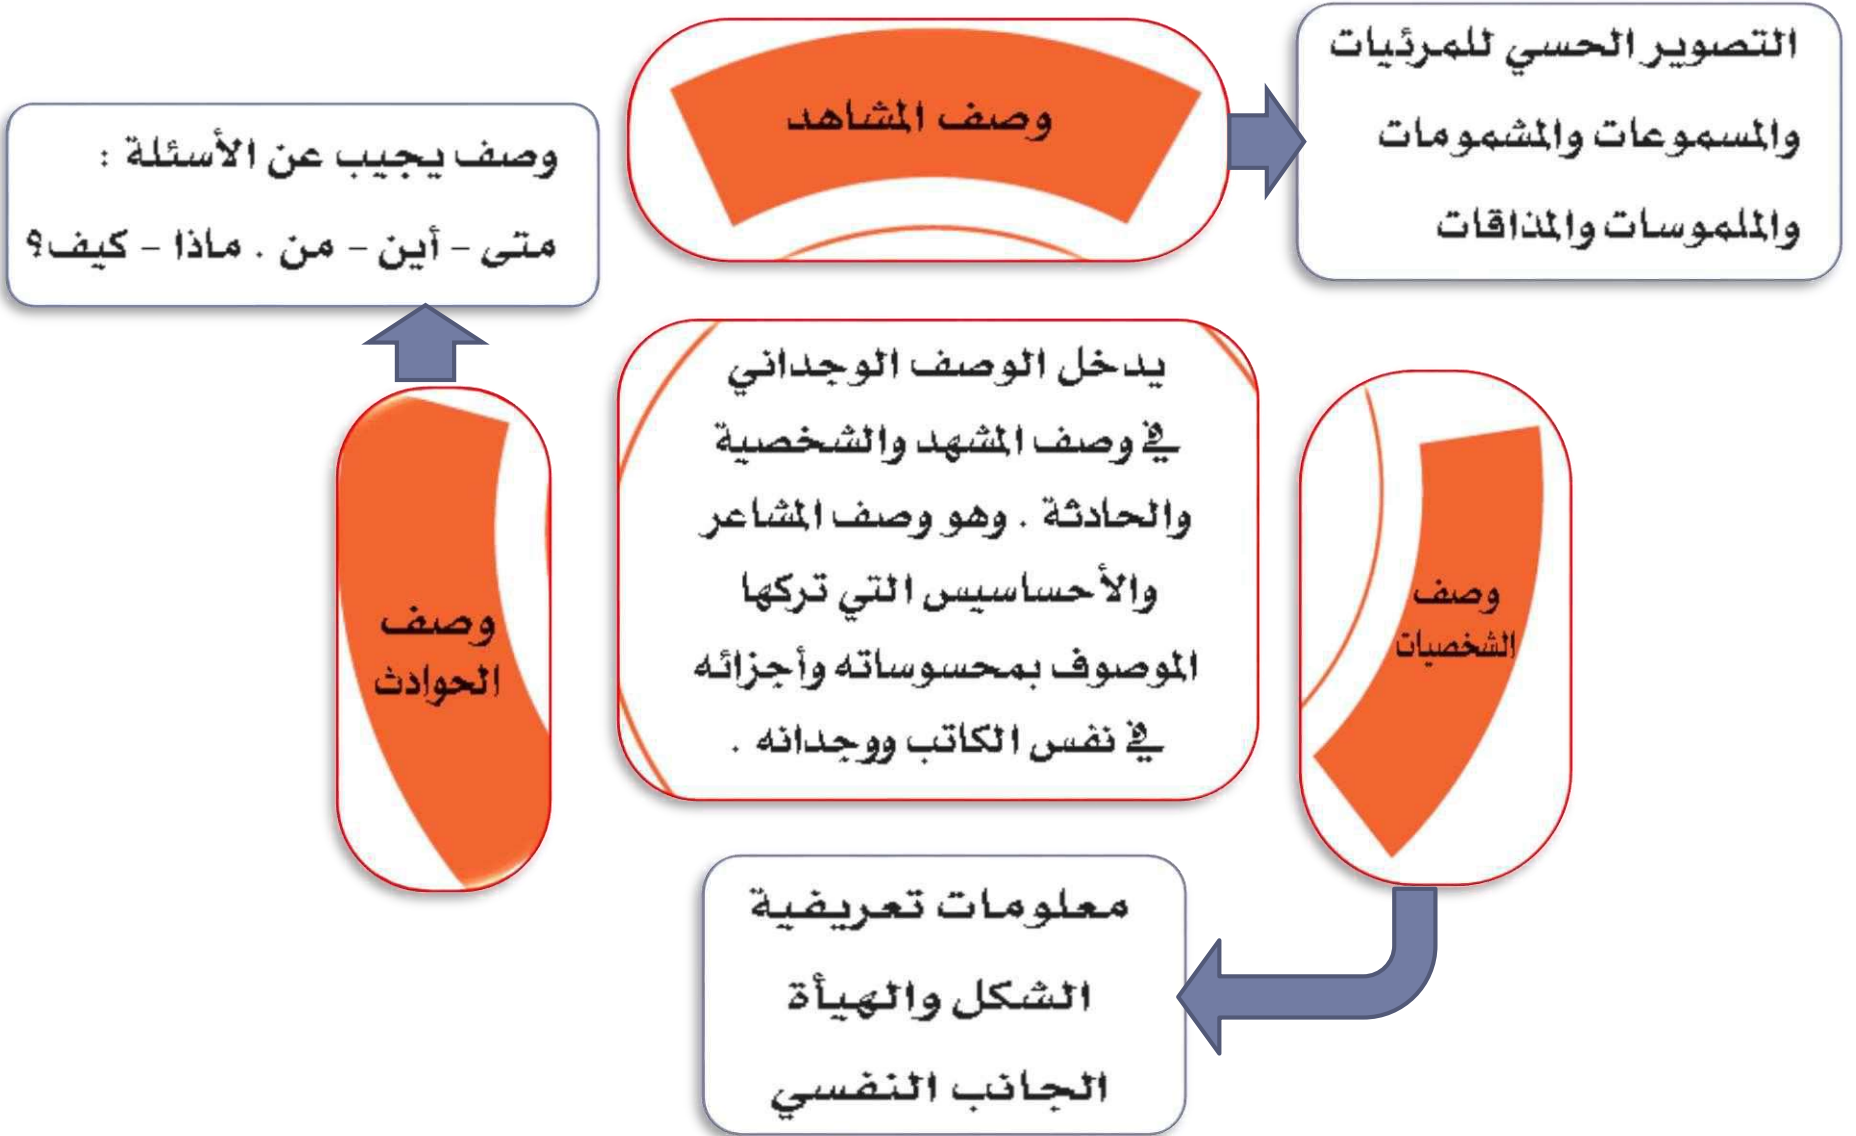 وصف المشاهد
التصوير الحسي للمرئيات
والمسموعات والمشمومات
والملموسات والمذاقات
وصف يجيب عن الأسئلة :
متى - أين - من . ماذا - كيف؟
يدخل الوصف الوجداني
في وصف المشهد والشخصية
والحادثة . وهو وصف المشاعر
والأحساسيس التي تركها
الموصوف بمحسوساته وأجزائه
في نفس الكاتب ووجدانه .
وصف
الشخصيات
وصف
الحوادث
معلومات تعريفية
الشكل والهيأة
الجانب النفسي